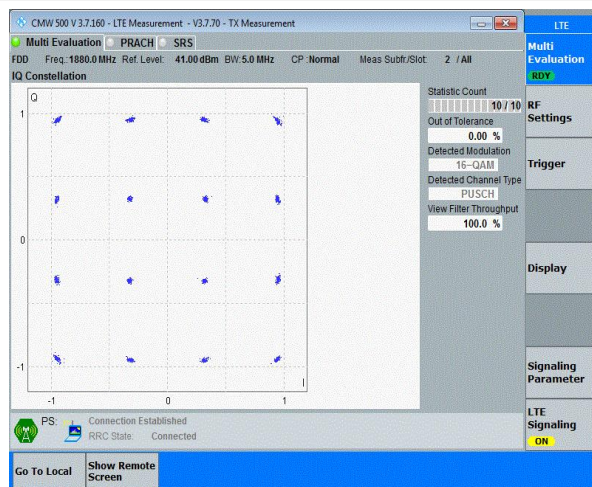 CMW 500 V 3.7.160 - LTE Measurement - V3.7.70 - TX Measurement
LTE
Multi Evaluation PRACH SRS
FDD Freq.:1880.0 MHz Ref. Level: 41.00 dBm BW:5.0 MHz CP :Normal Meas Subfr./Slot: 2 / All
IQ Constellation
Q
1
0
-1
-1 0 1
I
Statistic Count
10 / 10
Out of Tolerance
0.00 %
Detected Modulation
16-QAM
Detected Channel Type
PUSCH
View Filter Throughput
100.0 %
Multi
Evaluation
RDY
RF
Settings
Trigger
Display
Signaling
Parameter
LTE
Signaling
ON
PS: Connection Established
RRC State: Connected
Go To Local
Show Remote
Screen